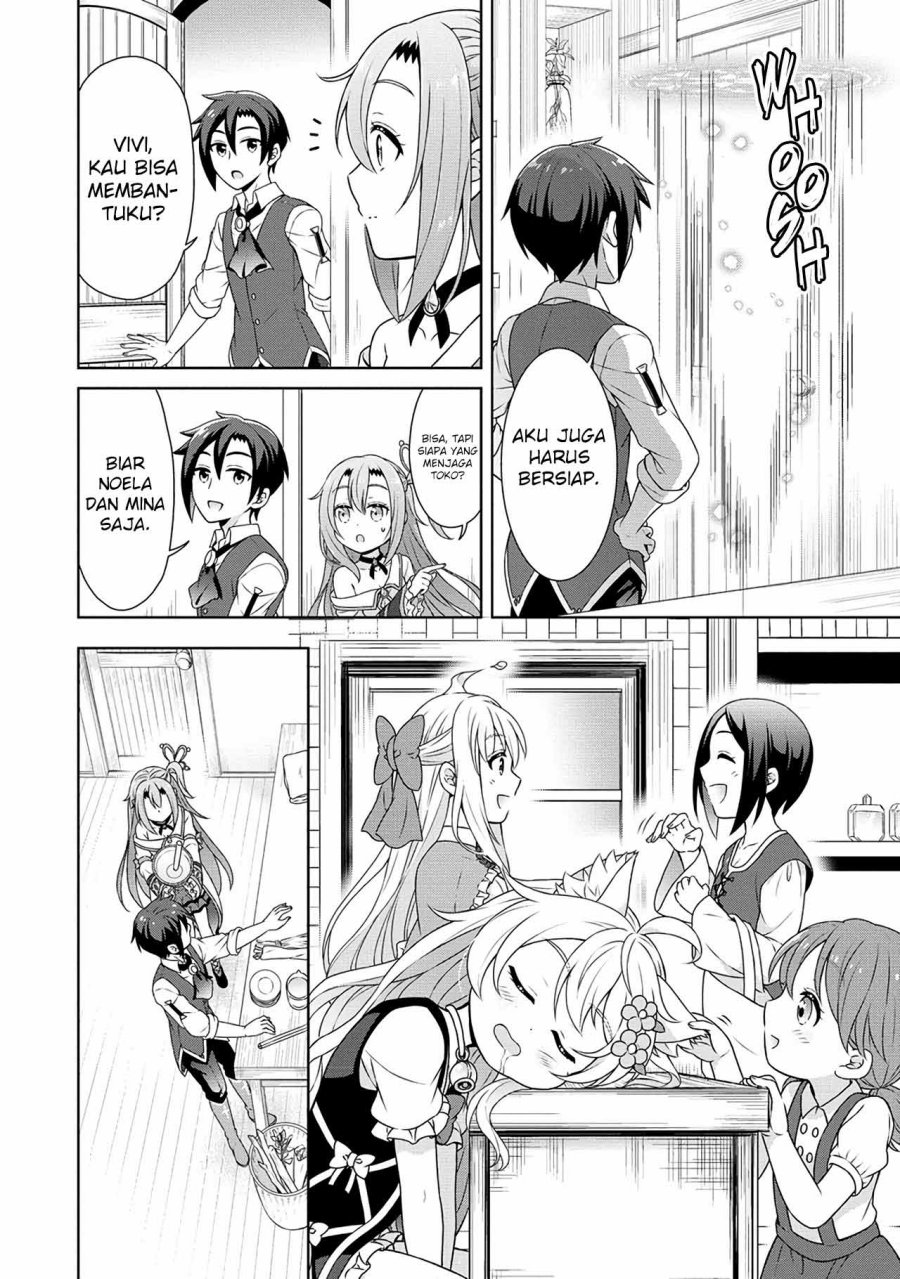 WHOOSH
AKU JUGA
HARUS
BERSIAP.
VIVI,
KAU BISA
MEMBAN-
TUKU?
BISA, TAPI
SIAPA YANG
MENJAGA
TOKO?
BIAR
NOELA
DAN MINA
SAJA.